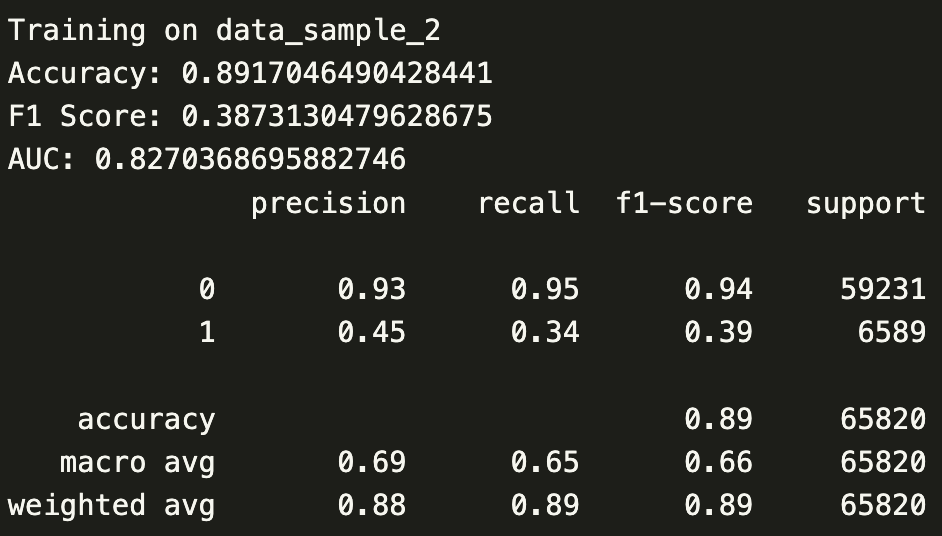 Training on data_sample_2
Accuracy: 0.8917046490428441
F1 Score: 0.3873130479628675
AUC: 0.8270368695882746
precision recall f1-score support
0 0.93 0.95 0.94 59231
1 0.45 0.34 0.39 6589
accuracy 0.89 65820
macro avg 0.69 0.65 0.66 65820
weighted avg 0.88 0.89 0.89 65820